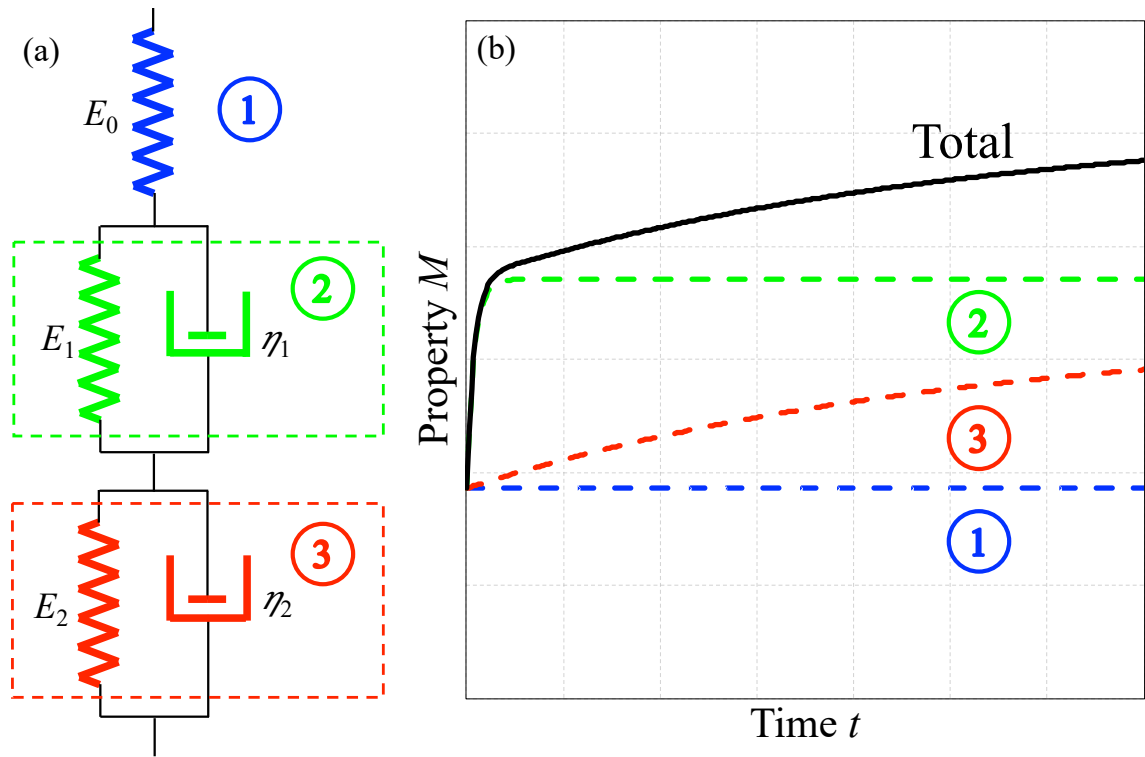 (a)
E₀
①
②
E₁
η₁
③
E₂
η₂
(b)
Total
②
③
①
Property M
Time t